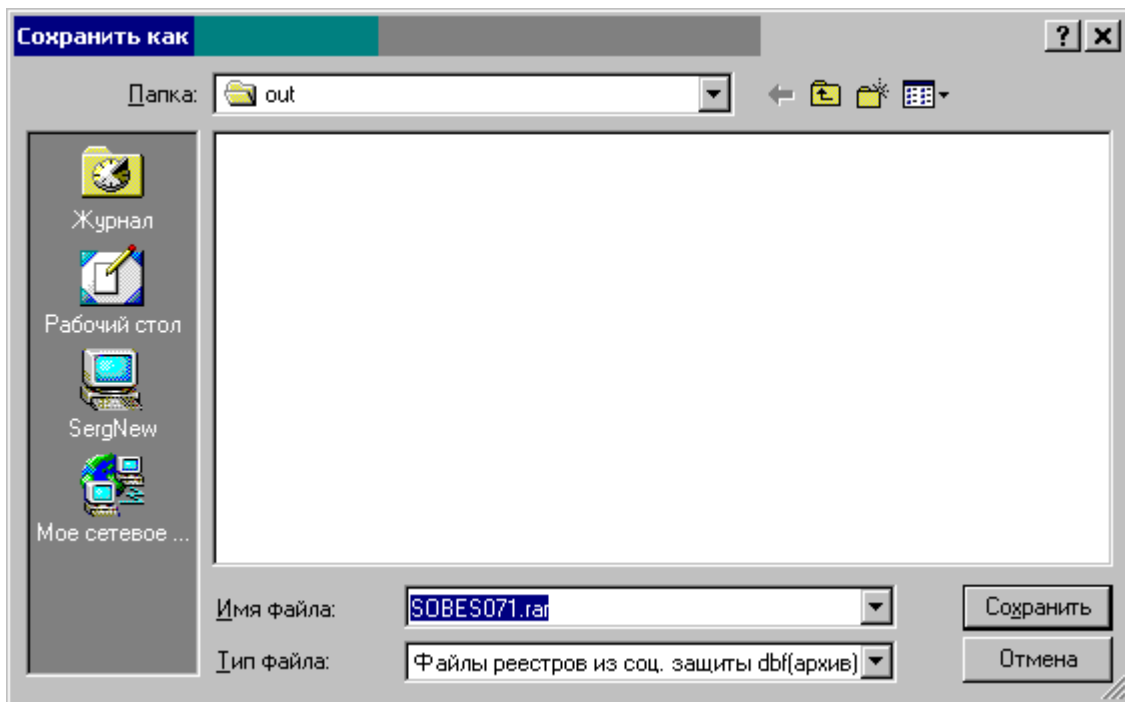 Сохранить как
Папка: out
Журнал
Рабочий стол
SergNew
Мое сетевое ...
Имя файла: SOBES071.rar Сохранить
Тип файла: Файлы реестров из соц. защиты dbf(архив) Отмена